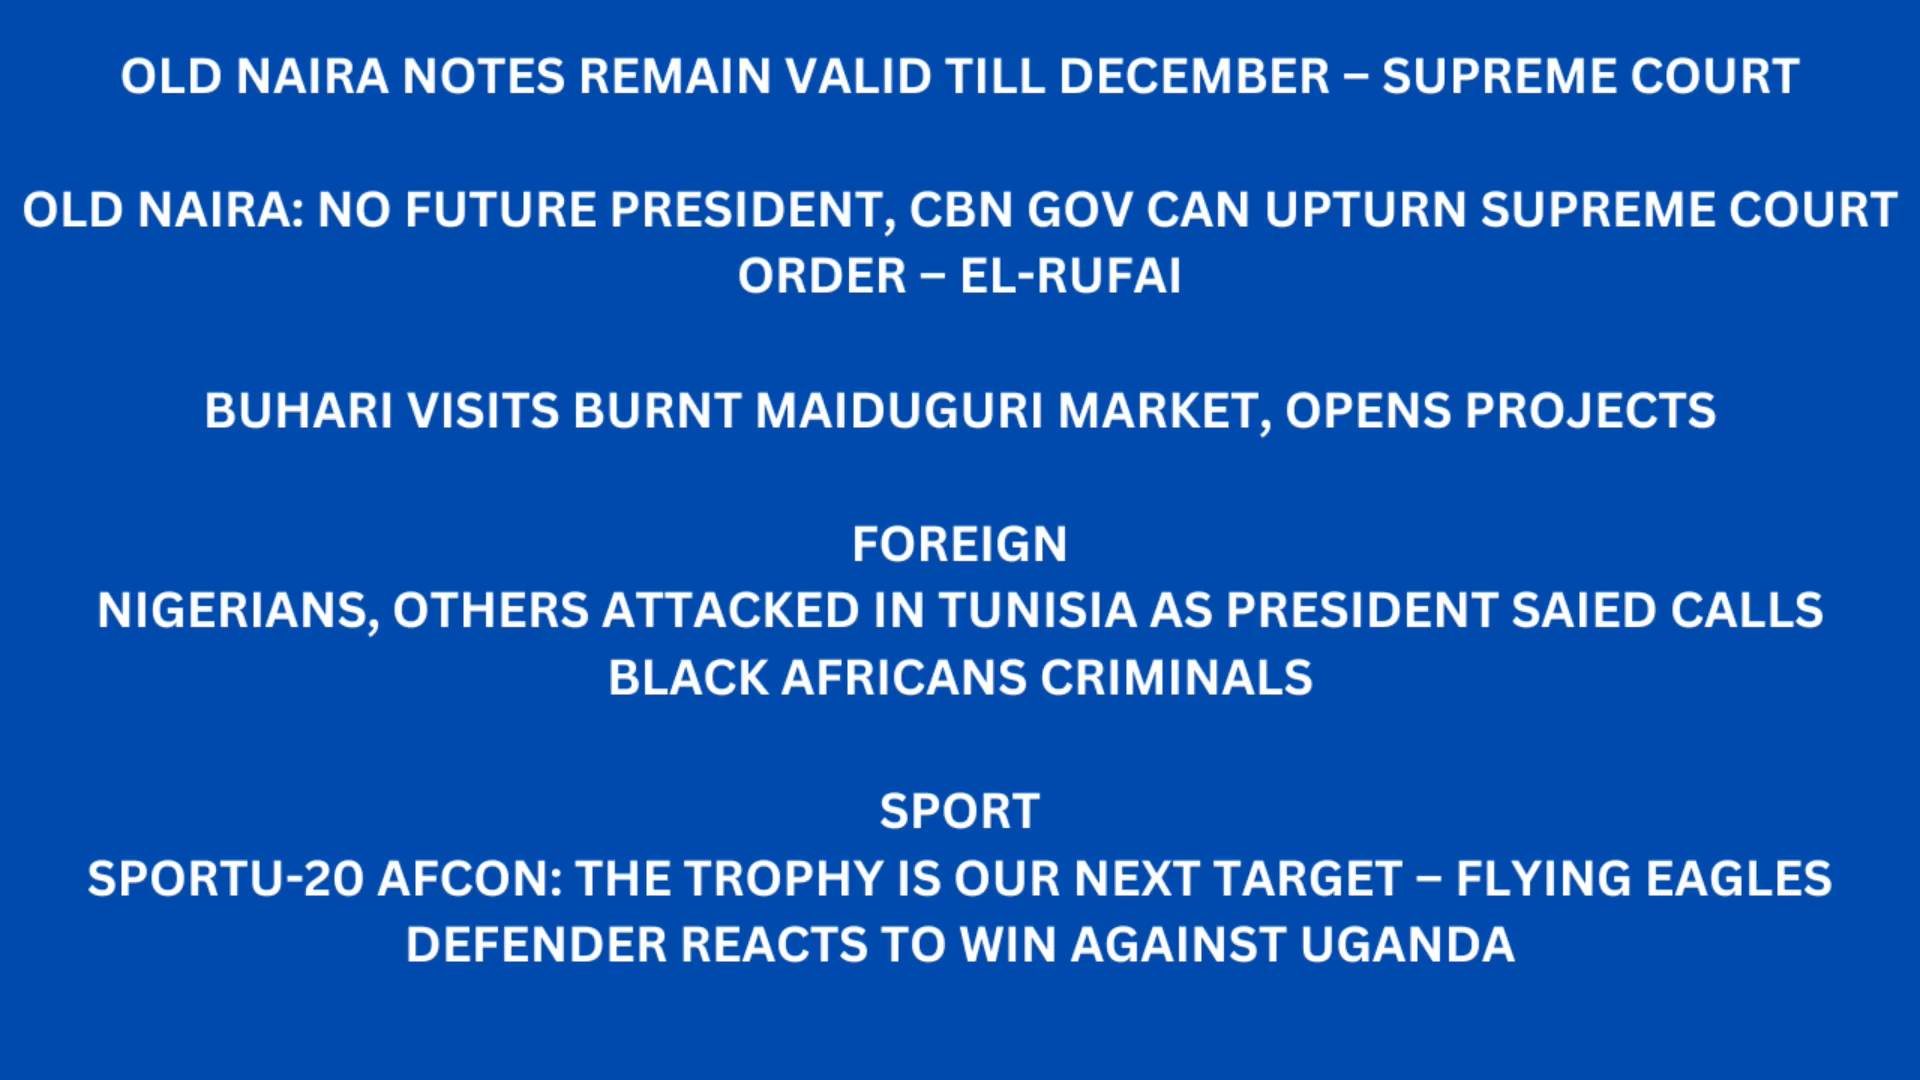 OLD NAIRA NOTES REMAIN VALID TILL DECEMBER – SUPREME COURT
OLD NAIRA: NO FUTURE PRESIDENT, CBN GOV CAN UPTURN SUPREME COURT
ORDER – EL-RUFAI
BUHARI VISITS BURNT MAIDUGURI MARKET, OPENS PROJECTS
FOREIGN
NIGERIANS, OTHERS ATTACKED IN TUNISIA AS PRESIDENT SAIED CALLS
BLACK AFRICANS CRIMINALS
SPORT
SPORTU-20 AFCON: THE TROPHY IS OUR NEXT TARGET – FLYING EAGLES
DEFENDER REACTS TO WIN AGAINST UGANDA